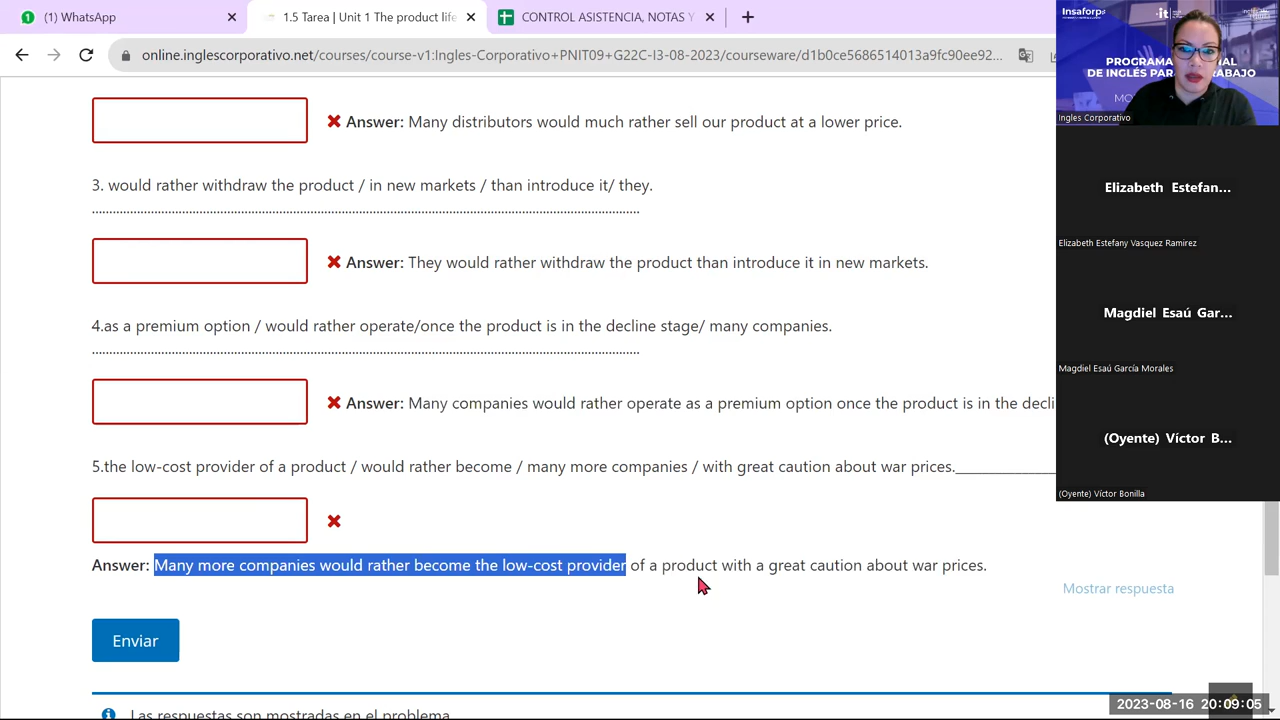 (1) WhatsApp
1.5 Tarea | Unit 1 The product life
CONTROL ASISTENCIA, NOTAS Y
online.inglescorporativo.net/courses/course-v1:Ingles-Corporativo+PNIT09+G22C-I3-08-2023/courseware/d1b0ce5686514013a9fc90ee92...
Answer: Many distributors would much rather sell our product at a lower price.
3. would rather withdraw the product / in new markets / than introduce it/ they.
Answer: They would rather withdraw the product than introduce it in new markets.
4.as a premium option / would rather operate/once the product is in the decline stage/ many companies.
Answer: Many companies would rather operate as a premium option once the product is in the decli
5.the low-cost provider of a product / would rather become / many more companies / with great caution about war prices.
Answer: Many more companies would rather become the low-cost provider of a product with a great caution about war prices.
Mostrar respuesta
Enviar
Las respuestas son mostradas en el problema
Insaforp
PROGRAMA NAL
DE INGLÉS PAR RABAJO
MO
Ingles Corporativo
Elizabeth Estefan...
Elizabeth Estefany Vasquez Ramirez
Magdiel Esaú Gar...
Magdiel Esaú García Morales
(Oyente) Víctor B...
(Oyente) Víctor Bonilla
2023-08-16 20:09:05